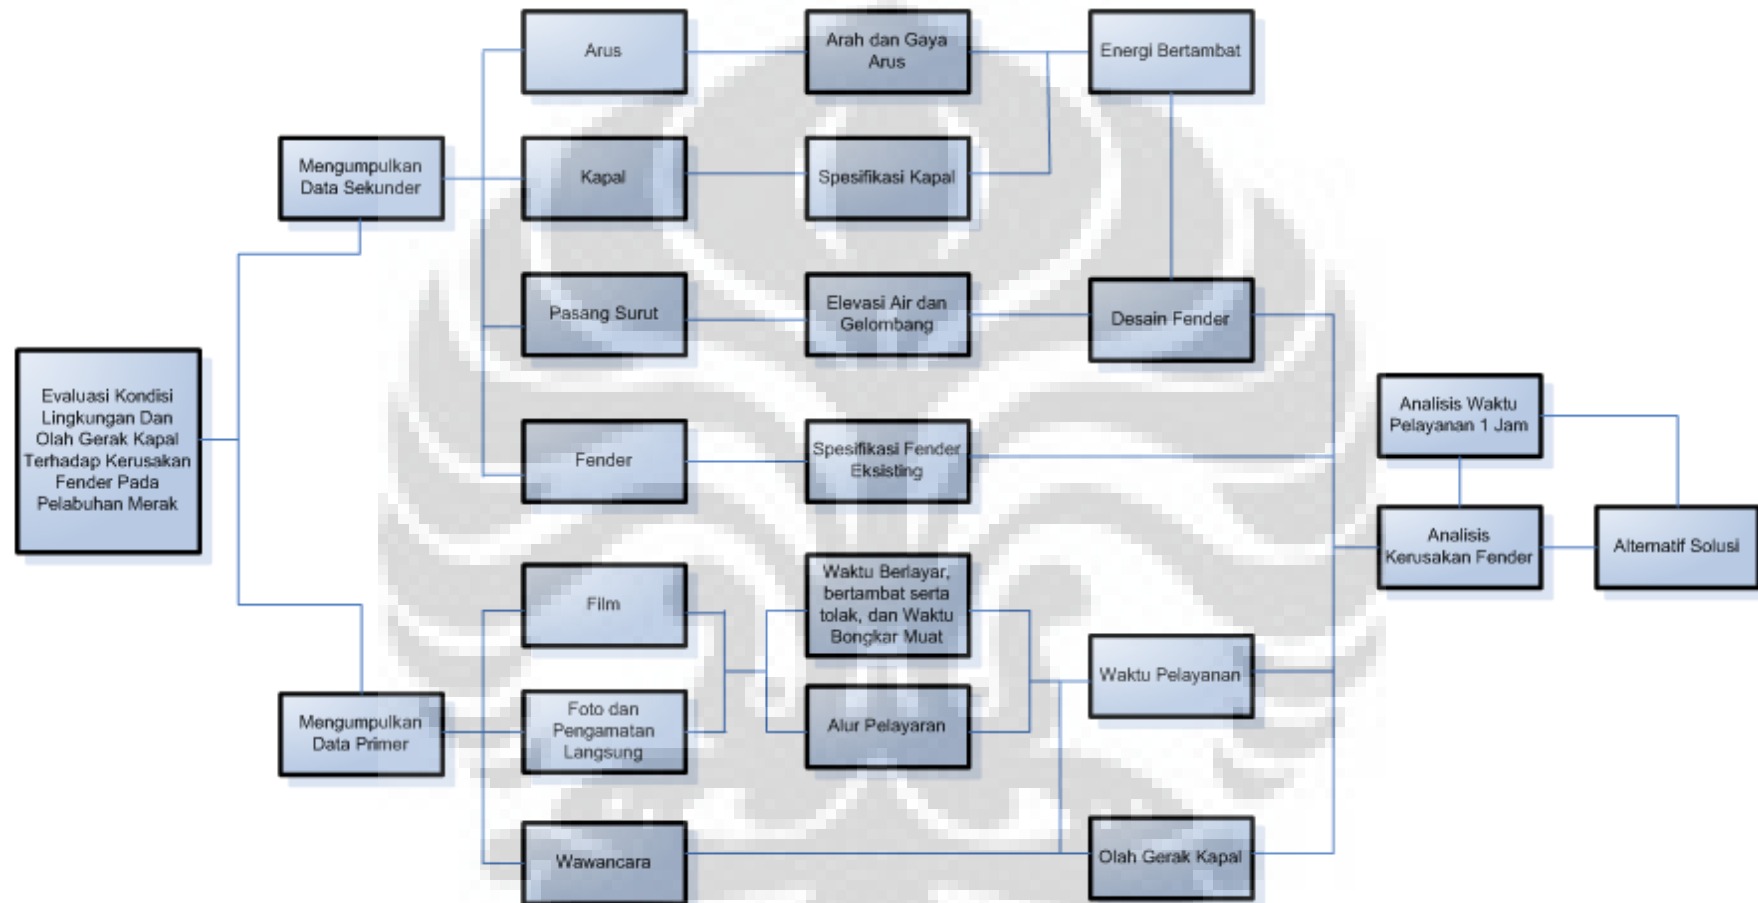 Arus
Arah dan Gaya
Arus
Energi Bertambat
Mengumpulkan
Data Sekunder
Kapal
Spesifikasi Kapal
Pasang Surut
Elevasi Air dan
Gelombang
Desain Fender
Evaluasi Kondisi
Lingkungan Dan
Olah Gerak Kapal
Terhadap Kerusakan
Fender Pada
Pelabuhan Merak
Fender
Spesifikasi Fender
Eksisting
Analisis Waktu
Pelayanan 1 Jam
Analisis
Kerusakan Fender
Alternatif Solusi
Film
Waktu Berlayar,
bertambat serta
tolak, dan Waktu
Bongkar Muat
Mengumpulkan
Data Primer
Foto dan
Pengamatan
Langsung
Alur Pelayaran
Waktu Pelayanan
Wawancara
Olah Gerak Kapal